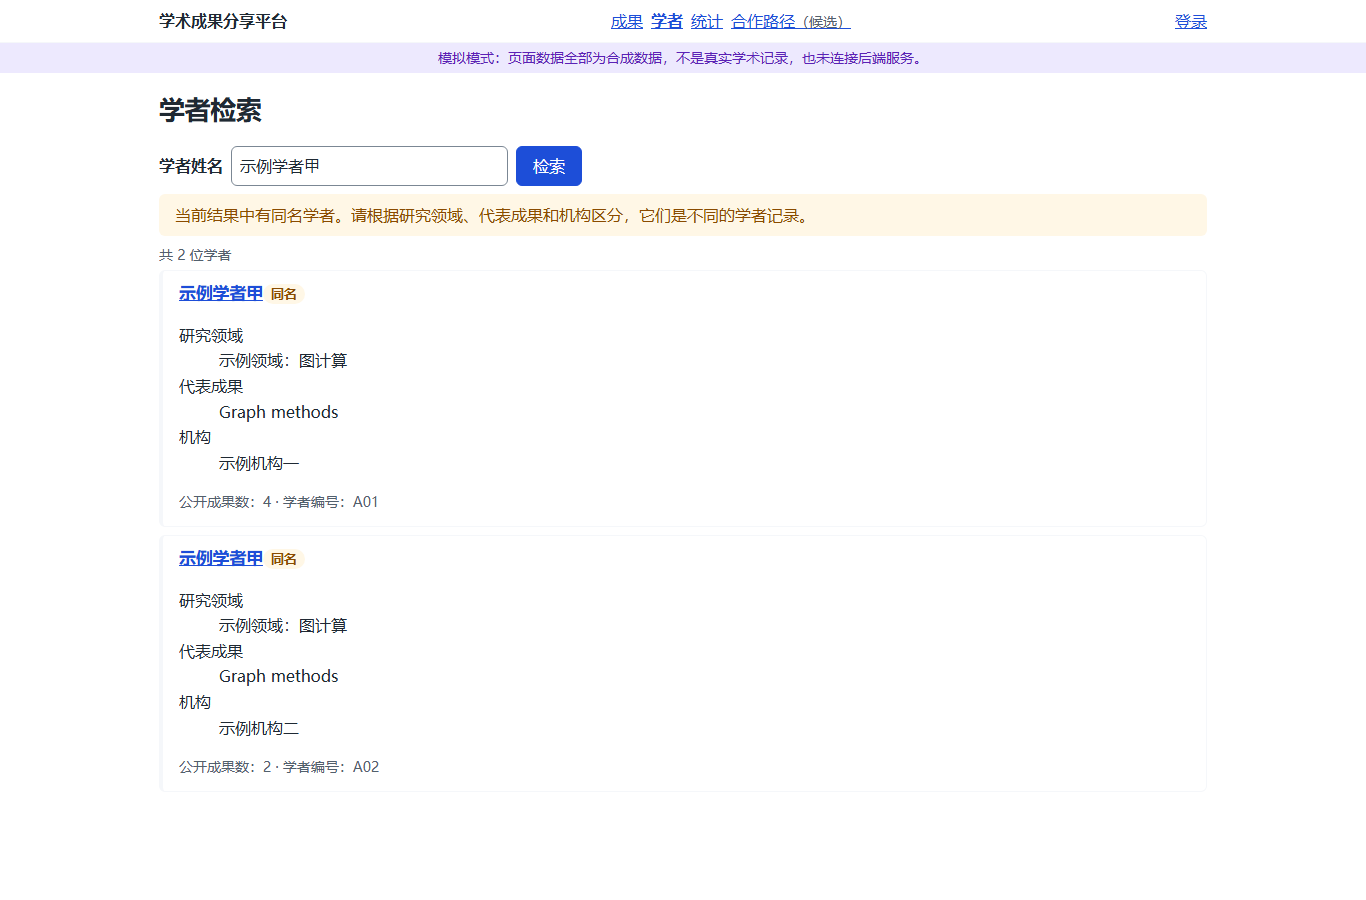 学术成果分享平台
成果 学者 统计 合作路径（候选）
登录
模拟模式：页面数据全部为合成数据，不是真实学术记录，也未连接后端服务。
学者检索
学者姓名 示例学者甲 检索
当前结果中有同名学者。请根据研究领域、代表成果和机构区分，它们是不同的学者记录。
共 2 位学者
示例学者甲 同名
研究领域
示例领域：图计算
代表成果
Graph methods
机构
示例机构一
公开成果数：4 · 学者编号：A01
示例学者甲 同名
研究领域
示例领域：图计算
代表成果
Graph methods
机构
示例机构二
公开成果数：2 · 学者编号：A02